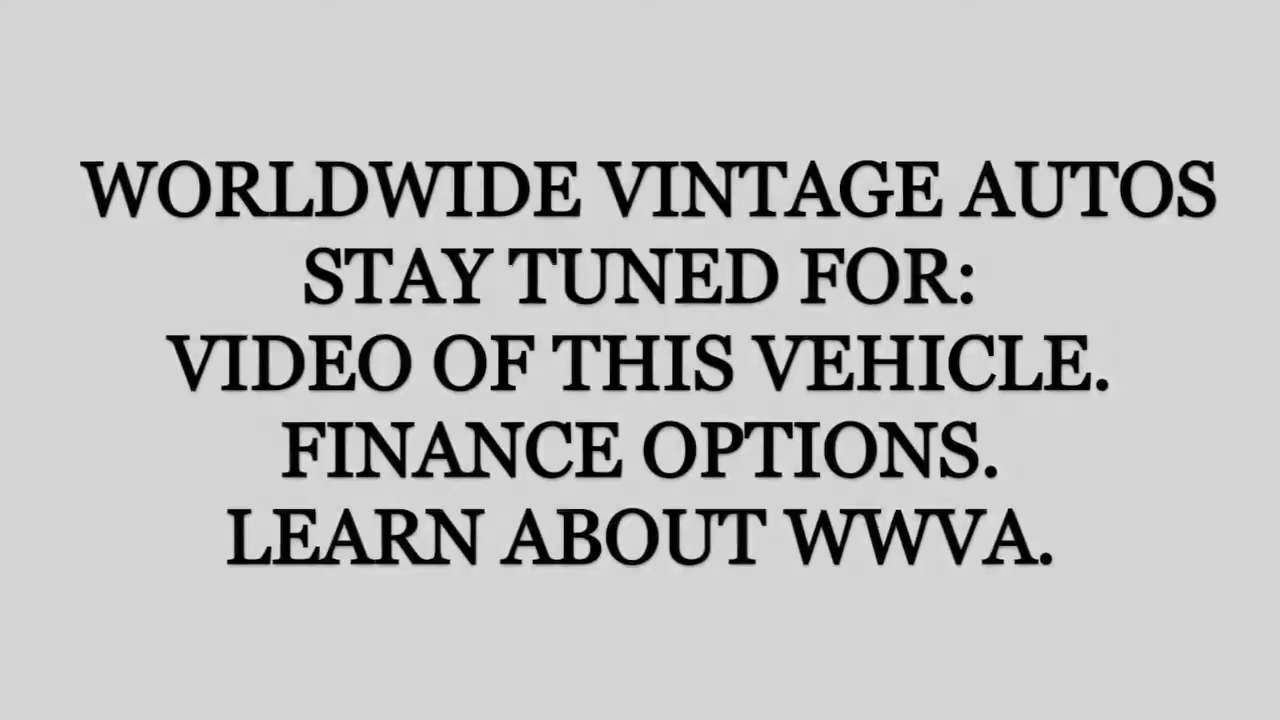 WORLDWIDE VINTAGE AUTOS
STAY TUNED FOR:
VIDEO OF THIS VEHICLE.
FINANCE OPTIONS.
LEARN ABOUT WWVA.